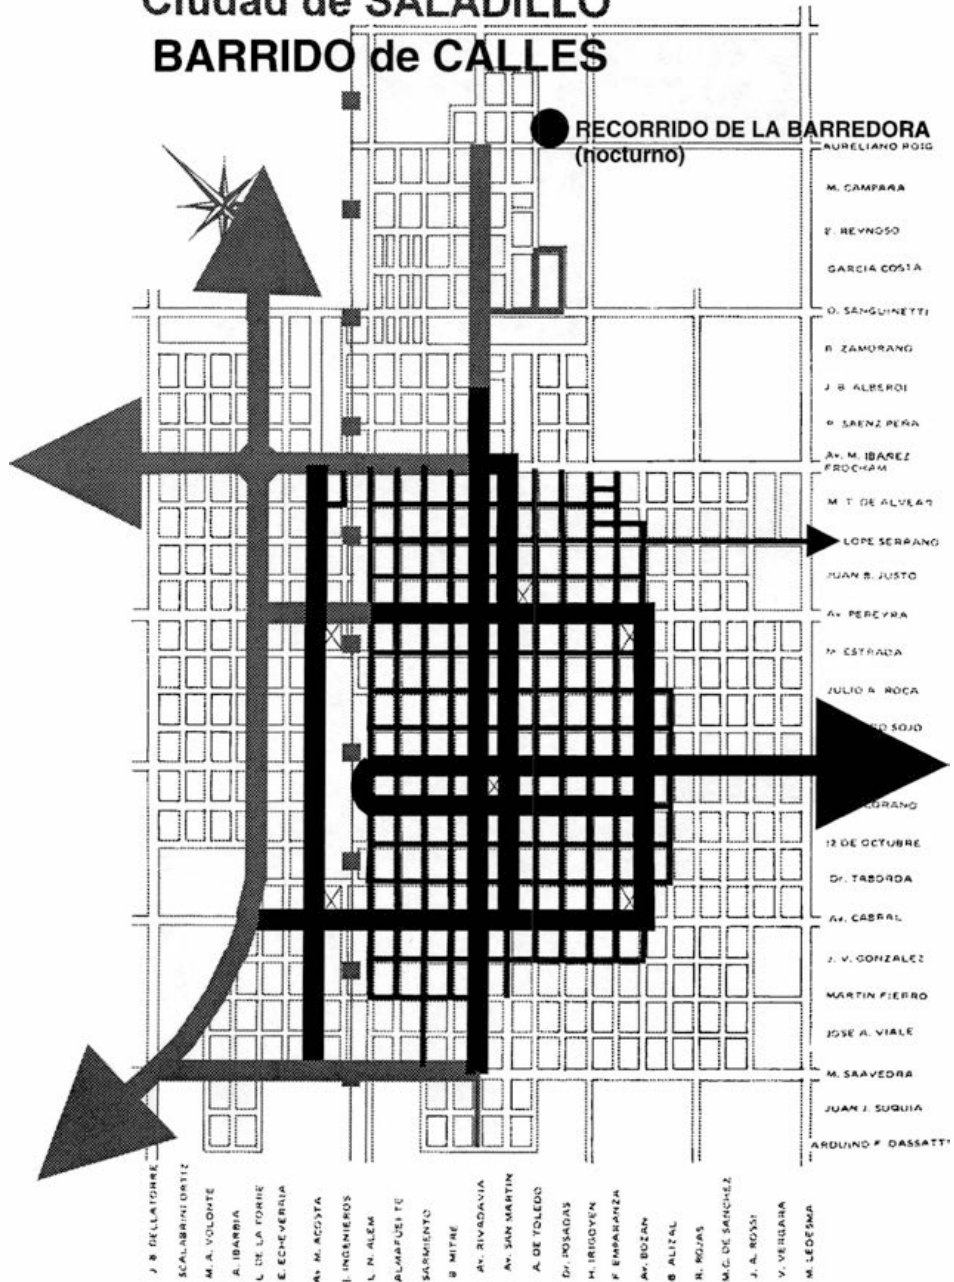 Ciudad de SALADILLO
BARRIDO de CALLES
RECORRIDO DE LA BARREDORA
(nocturno)
AURELIANO ROIG
M. CAMPAÑA
REYNOSO
GARCIA COSTA
O. SANGUINETTI
B. ZAMORANO
J. B. ALBERDI
R. SAENZ PEÑA
Av. M. IBAÑEZ
FROCHAM
M. T. DE ALVEAR
LOPE SERRANO
JUAN B. JUSTO
Av. PEREYRA
M. ESTRADA
JULIO A. ROCA
SOJO
12 DE OCTUBRE
Dr. TABORDA
Av. CABRAL
J. V. GONZALEZ
MARTIN FIERRO
JOSE A. VIALE
M. SAAVEDRA
JUAN J. SUQUIA
ARDUINO F. DASSATTI
J. B. DELLATORRE
SCALABRINI ORTIZ
M. A. VOLONTE
A. IBARBIA
L. DE LA TORRE
E. ECHEVERRIA
Av. M. ACOSTA
J. INGENIEROS
L. N. ALEM
ALMAFUERTE
SARMIENTO
B. MITRE
Av. RIVADAVIA
Av. SAN MARTIN
A. DE TOLEDO
Dr. POSADAS
H. IRIGOYEN
F. EMPARANZA
Av. BOZAN
B. ALIZAL
R. ROJAS
M. G. DE SANCHEZ
J. A. ROSSI
V. VERGARA
M. LEDESMA